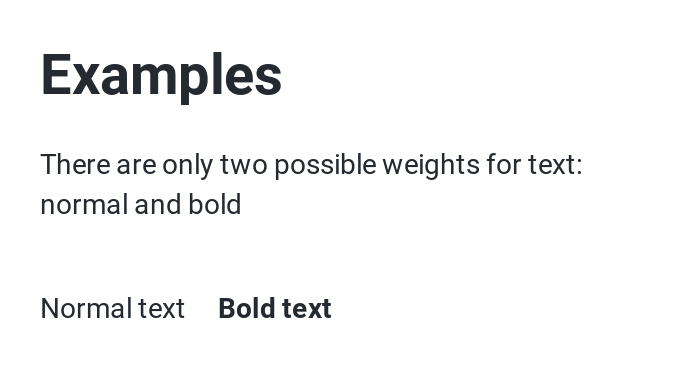 Examples
There are only two possible weights for text:
normal and bold
Normal text Bold text